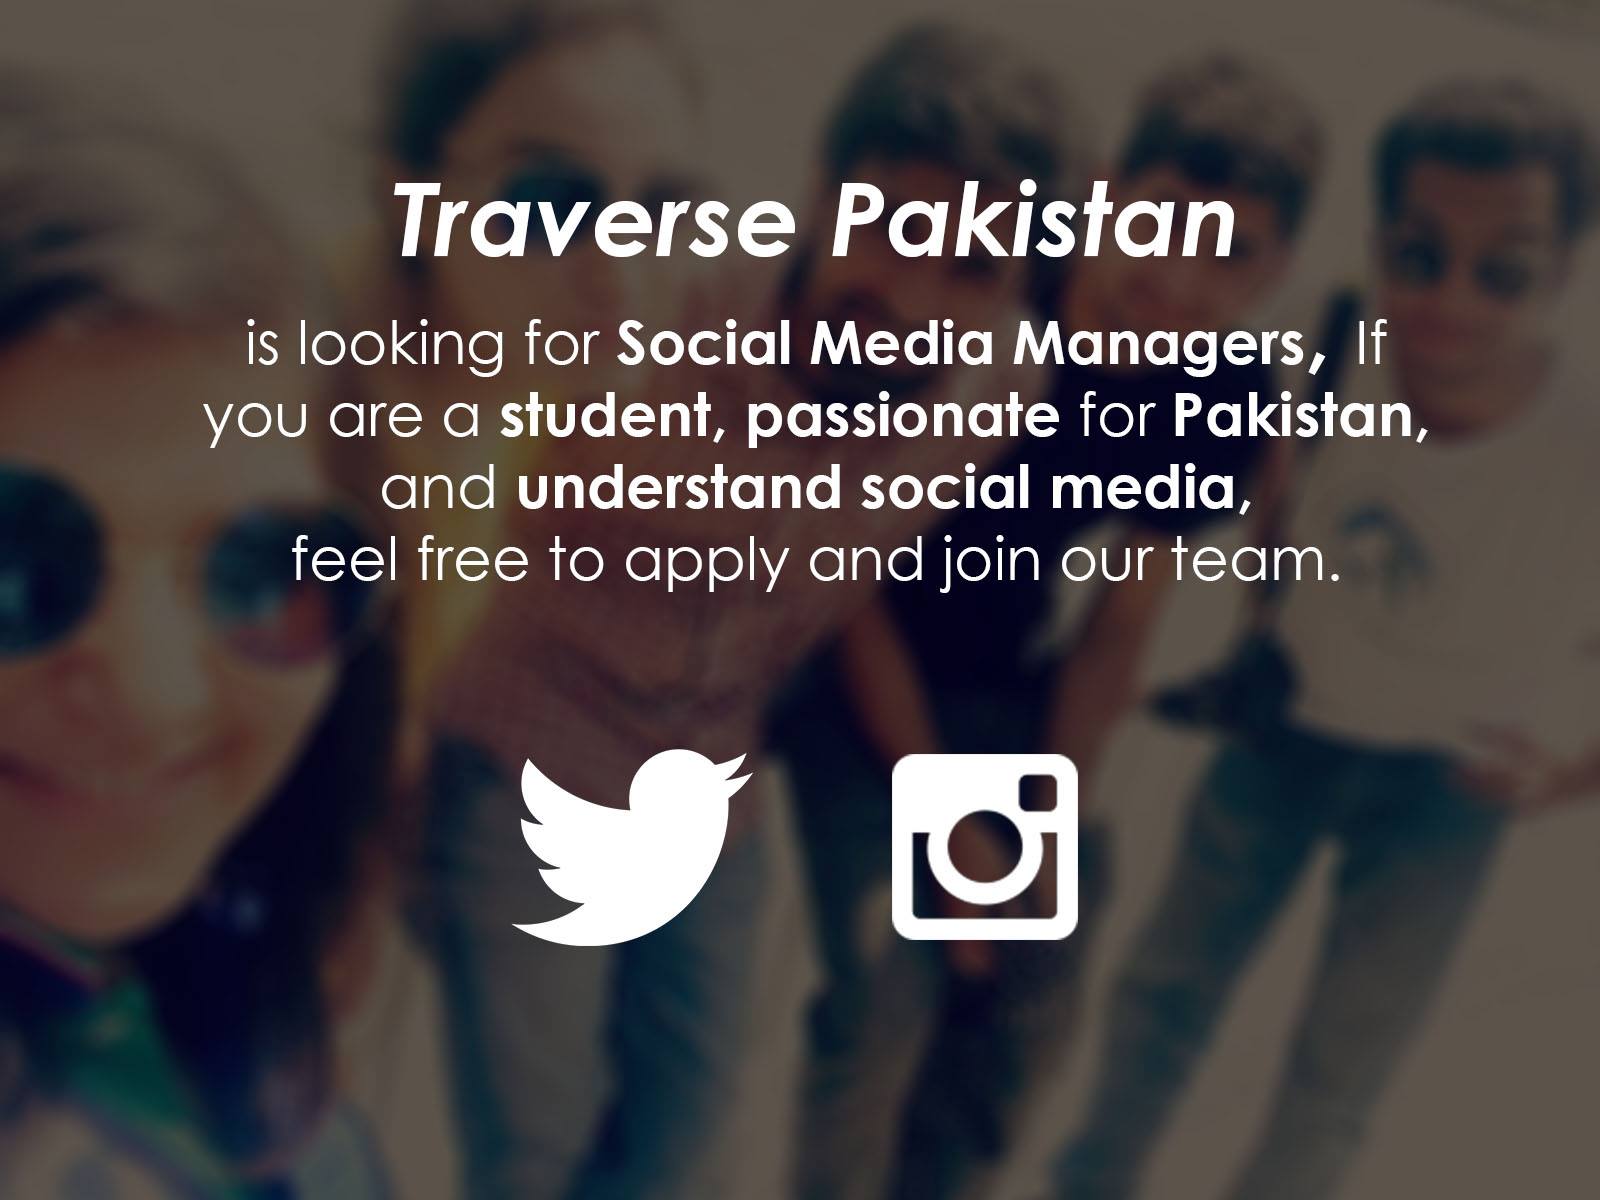 Traverse Pakistan
is looking for Social Media Managers, If
you are a student, passionate for Pakistan,
and understand social media,
feel free to apply and join our team.